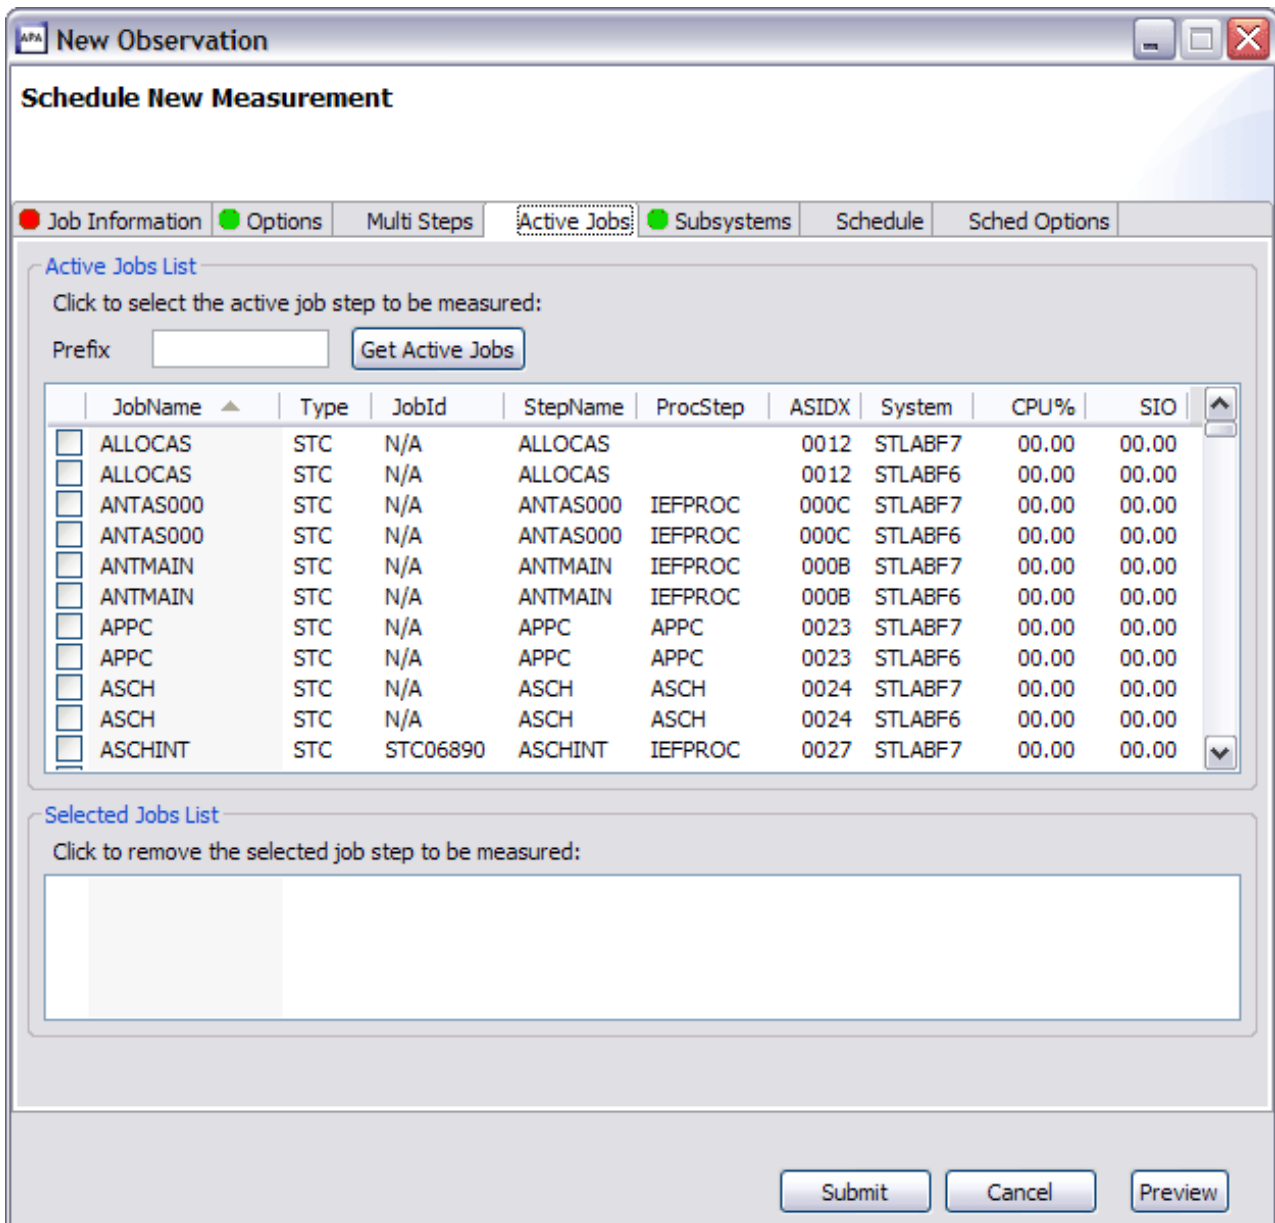 APA New Observation
Schedule New Measurement
Job Information Options Multi Steps Active Jobs Subsystems Schedule Sched Options
Active Jobs List
Click to select the active job step to be measured:
Prefix Get Active Jobs
JobName Type JobId StepName ProcStep ASIDX System CPU% SIO
ALLOCAS STC N/A ALLOCAS 0012 STLABF7 00.00 00.00
ALLOCAS STC N/A ALLOCAS 0012 STLABF6 00.00 00.00
ANTAS000 STC N/A ANTAS000 IEFPROC 000C STLABF7 00.00 00.00
ANTAS000 STC N/A ANTAS000 IEFPROC 000C STLABF6 00.00 00.00
ANTMAIN STC N/A ANTMAIN IEFPROC 000B STLABF7 00.00 00.00
ANTMAIN STC N/A ANTMAIN IEFPROC 000B STLABF6 00.00 00.00
APPC STC N/A APPC APPC 0023 STLABF7 00.00 00.00
APPC STC N/A APPC APPC 0023 STLABF6 00.00 00.00
ASCH STC N/A ASCH ASCH 0024 STLABF7 00.00 00.00
ASCH STC N/A ASCH ASCH 0024 STLABF6 00.00 00.00
ASCHINT STC STC06890 ASCHINT IEFPROC 0027 STLABF7 00.00 00.00
Selected Jobs List
Click to remove the selected job step to be measured:
Submit Cancel Preview